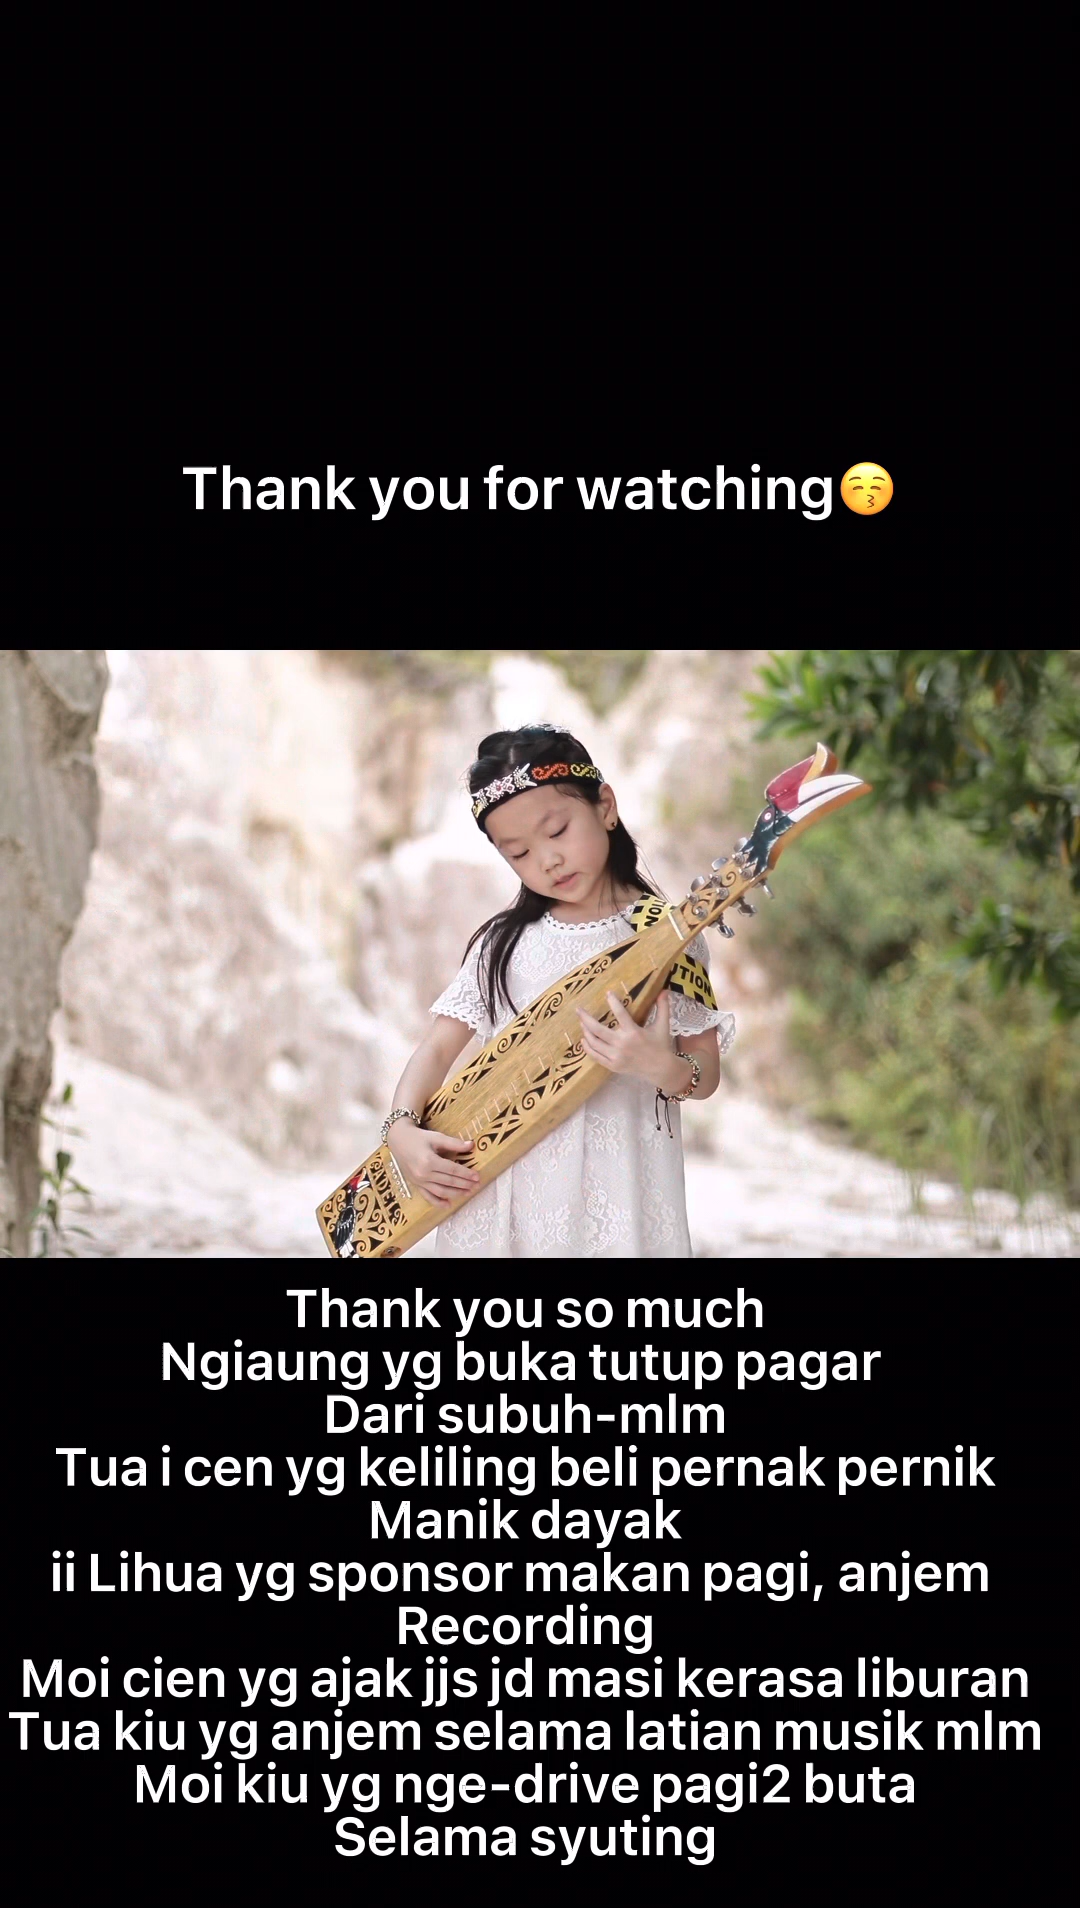 Thank you for watching😚
TION
UTION
Thank you so much
Ngiaung yg buka tutup pagar
Dari subuh-mlm
Tua i cen yg keliling beli pernak pernik
Manik dayak
ii Lihua yg sponsor makan pagi, anjem
Recording
Moi cien yg ajak jjs jd masi kerasa liburan
Tua kiu yg anjem selama latian musik mlm
Moi kiu yg nge-drive pagi2 buta
Selama syuting